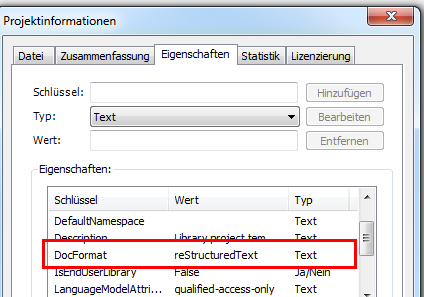 Projektinformationen
Datei Zusammenfassung Eigenschaften Statistik Lizenzierung
Schlüssel: Hinzufügen
Typ: Text Bearbeiten
Wert: Entfernen
Eigenschaften:
Schlüssel Wert Typ
DefaultNamespace Text
Description Library project tem... Text
DocFormat reStructuredText Text
IsEndUserLibrary False Ja/Nein
LanguageModelAttri... qualified-access-only Text